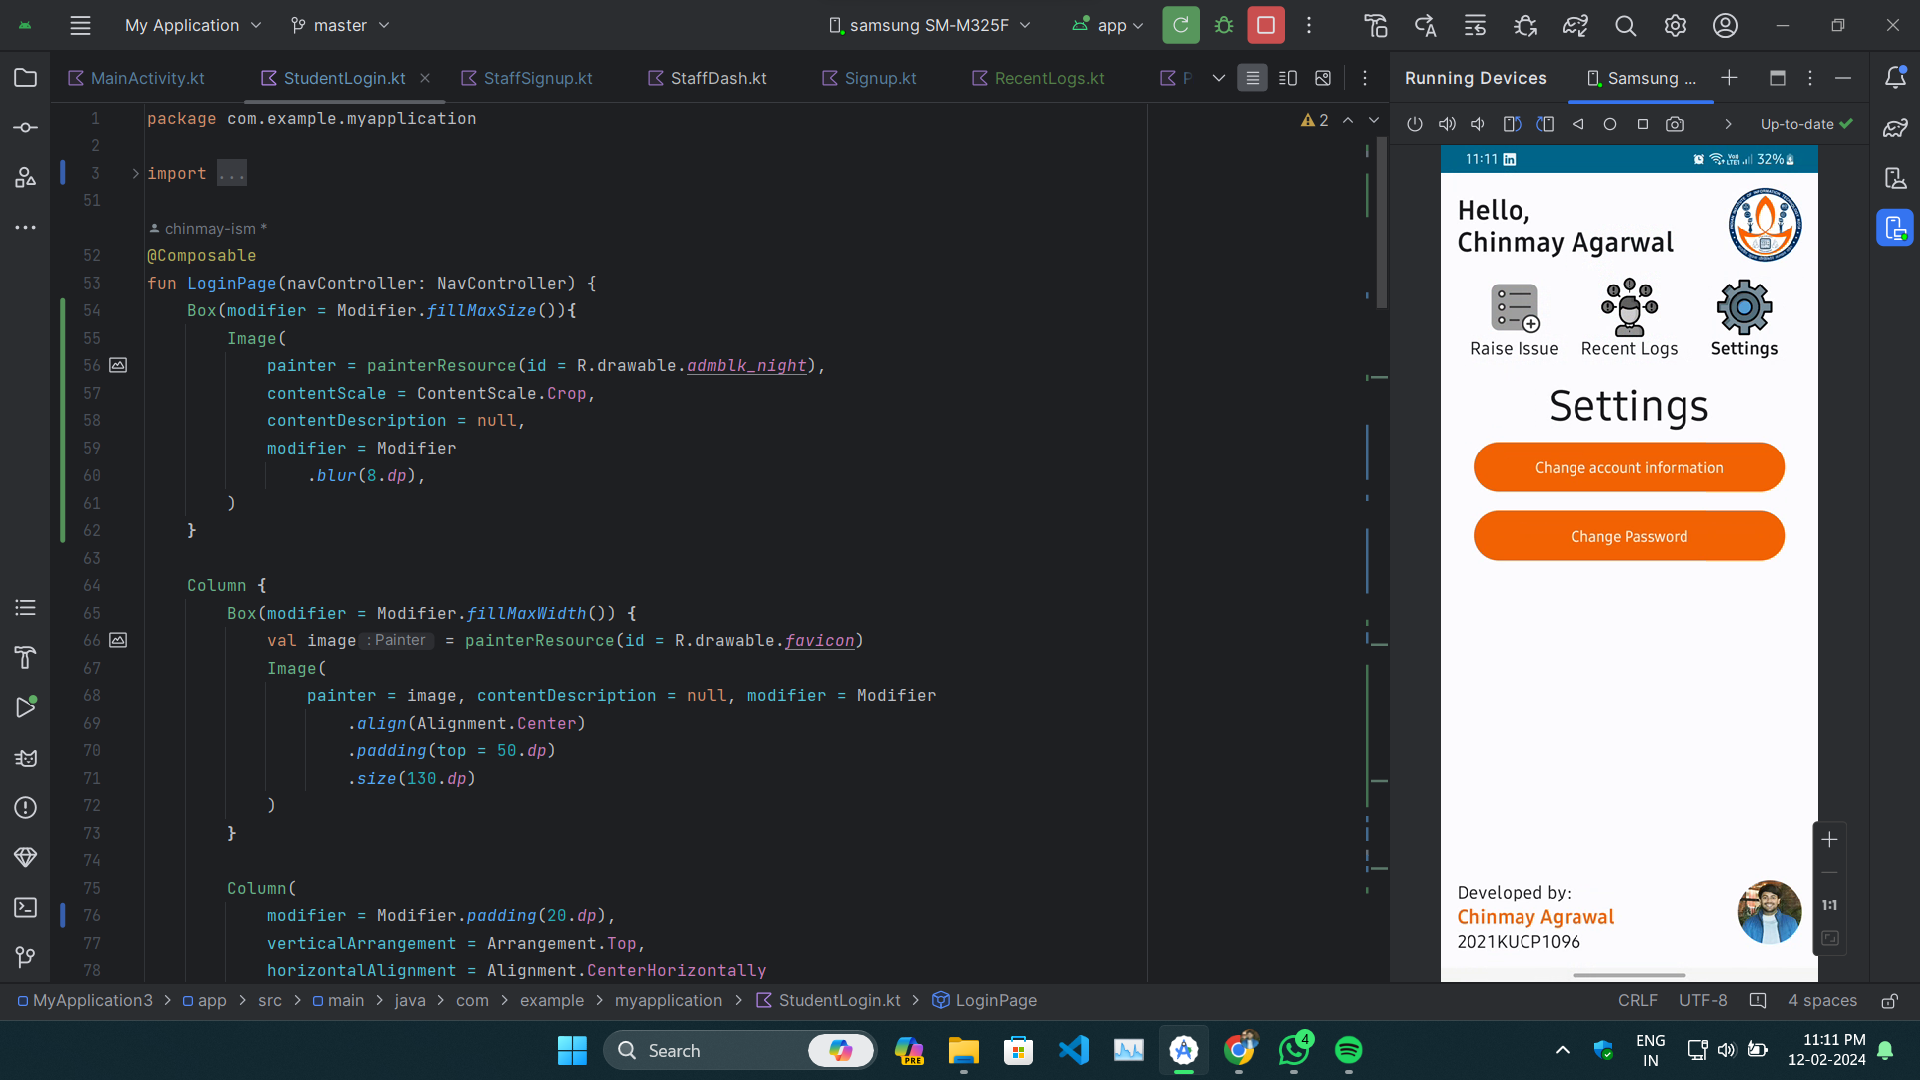 My Application
master
samsung SM-M325F
app
MainActivity.kt
StudentLogin.kt
StaffSignup.kt
StaffDash.kt
Signup.kt
RecentLogs.kt
Running Devices
Samsung ...
1 package com.example.myapplication
2
3 import ...
51
chinmay-ism *
52 @Composable
53 fun LoginPage(navController: NavController) {
54 Box(modifier = Modifier.fillMaxSize()){
55 Image(
56 painter = painterResource(id = R.drawable.admblk_night),
57 contentScale = ContentScale.Crop,
58 contentDescription = null,
59 modifier = Modifier
60 .blur(8.dp),
61 )
62 }
63
64 Column {
65 Box(modifier = Modifier.fillMaxWidth()) {
66 val image : Painter = painterResource(id = R.drawable.favicon)
67 Image(
68 painter = image, contentDescription = null, modifier = Modifier
69 .align(Alignment.Center)
70 .padding(top = 50.dp)
71 .size(130.dp)
72 )
73 }
74
75 Column(
76 modifier = Modifier.padding(20.dp),
77 verticalArrangement = Arrangement.Top,
78 horizontalAlignment = Alignment.CenterHorizontally
2
Up-to-date
11:11
32%
Hello,
Chinmay Agarwal
Raise Issue
Recent Logs
Settings
Settings
Change account information
Change Password
Developed by:
Chinmay Agrawal
2021KUCP1096
1:1
MyApplication3 > app > src > main > java > com > example > myapplication > StudentLogin.kt > LoginPage
CRLF
UTF-8
4 spaces
Search
PRE
4
ENG
IN
11:11 PM
12-02-2024